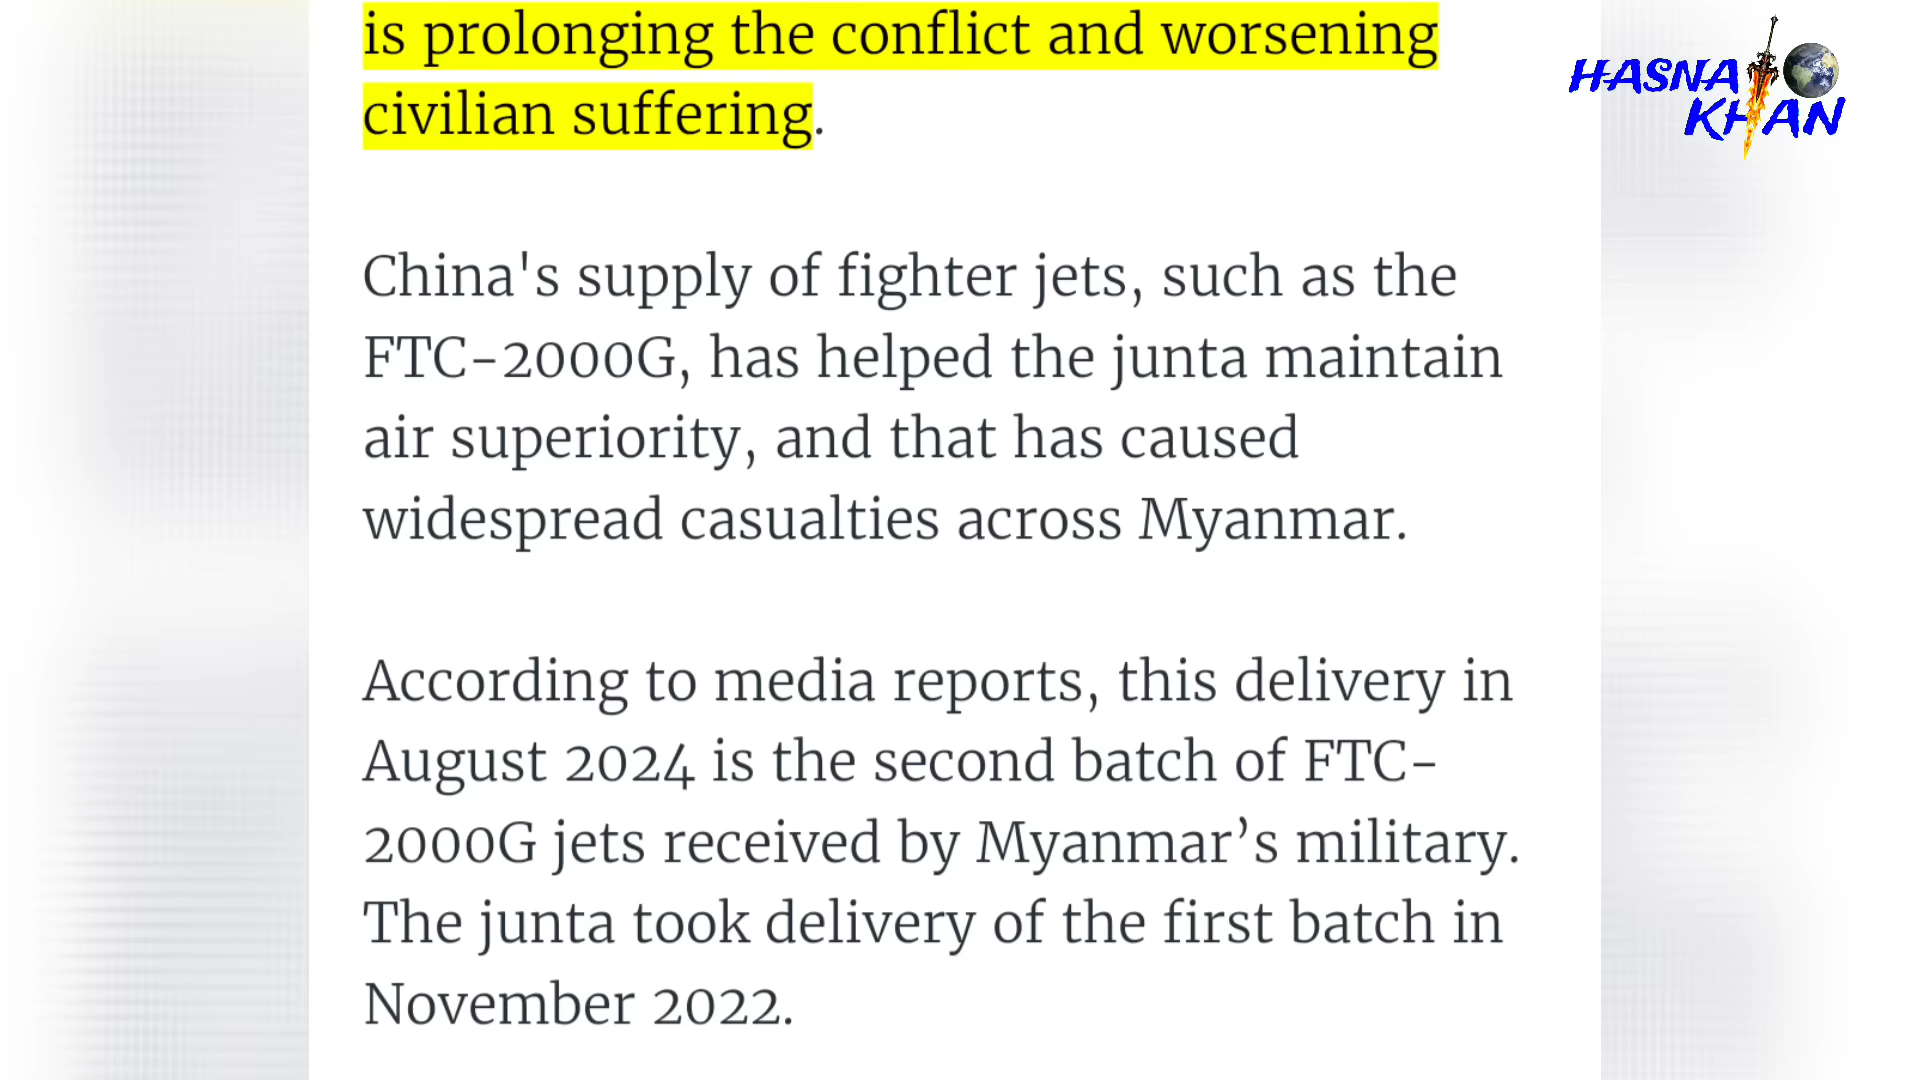 is prolonging the conflict and worsening
civilian suffering.
HASNA
KHAN
China's supply of fighter jets, such as the
FTC-2000G, has helped the junta maintain
air superiority, and that has caused
widespread casualties across Myanmar.
According to media reports, this delivery in
August 2024 is the second batch of FTC-
2000G jets received by Myanmar’s military.
The junta took delivery of the first batch in
November 2022.